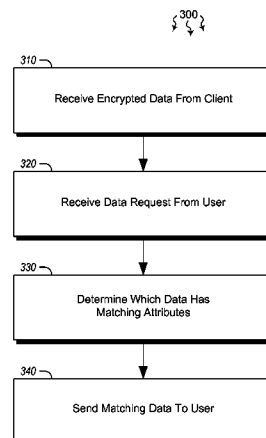 300
310
Receive Encrypted Data From Client
320
Receive Data Request From User
330
Determine Which Data Has
Matching Attributes
340
Send Matching Data To User